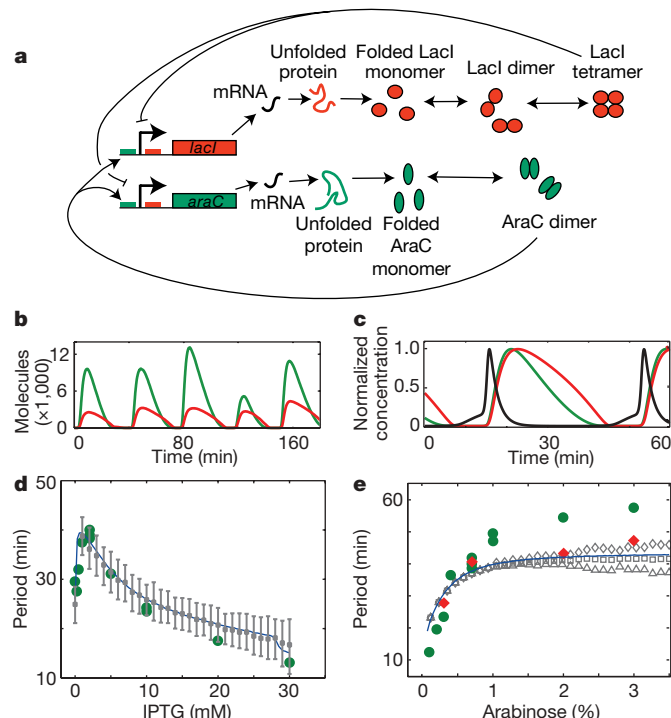 a
Unfolded
protein
Folded LacI
monomer
LacI dimer
LacI
tetramer
mRNA
lacI
araC
mRNA
Unfolded
protein
Folded
AraC
monomer
AraC dimer
b
Molecules
(×1,000)
12
6
0
0 80 160
Time (min)
c
Normalized
concentration
1.0
0.5
0
0 30 60
Time (min)
d
Period (min)
50
30
10
0 10 20 30
IPTG (mM)
e
Period (min)
60
10
0 1 2 3
Arabinose (%)